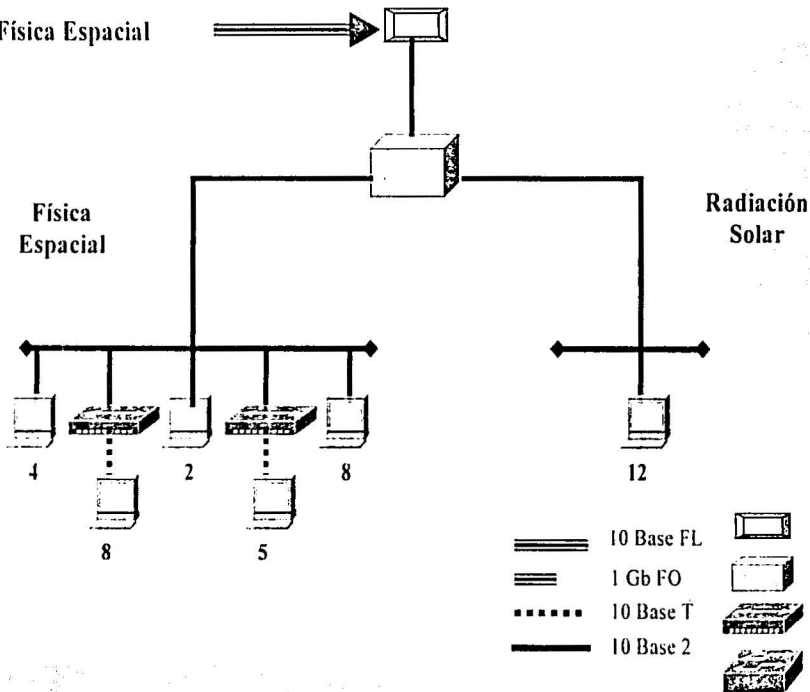 Física Espacial
Física
Espacial
Radiación
Solar
4
2
8
12
8
5
10 Base FL
1 Gb FO
10 Base T
10 Base 2